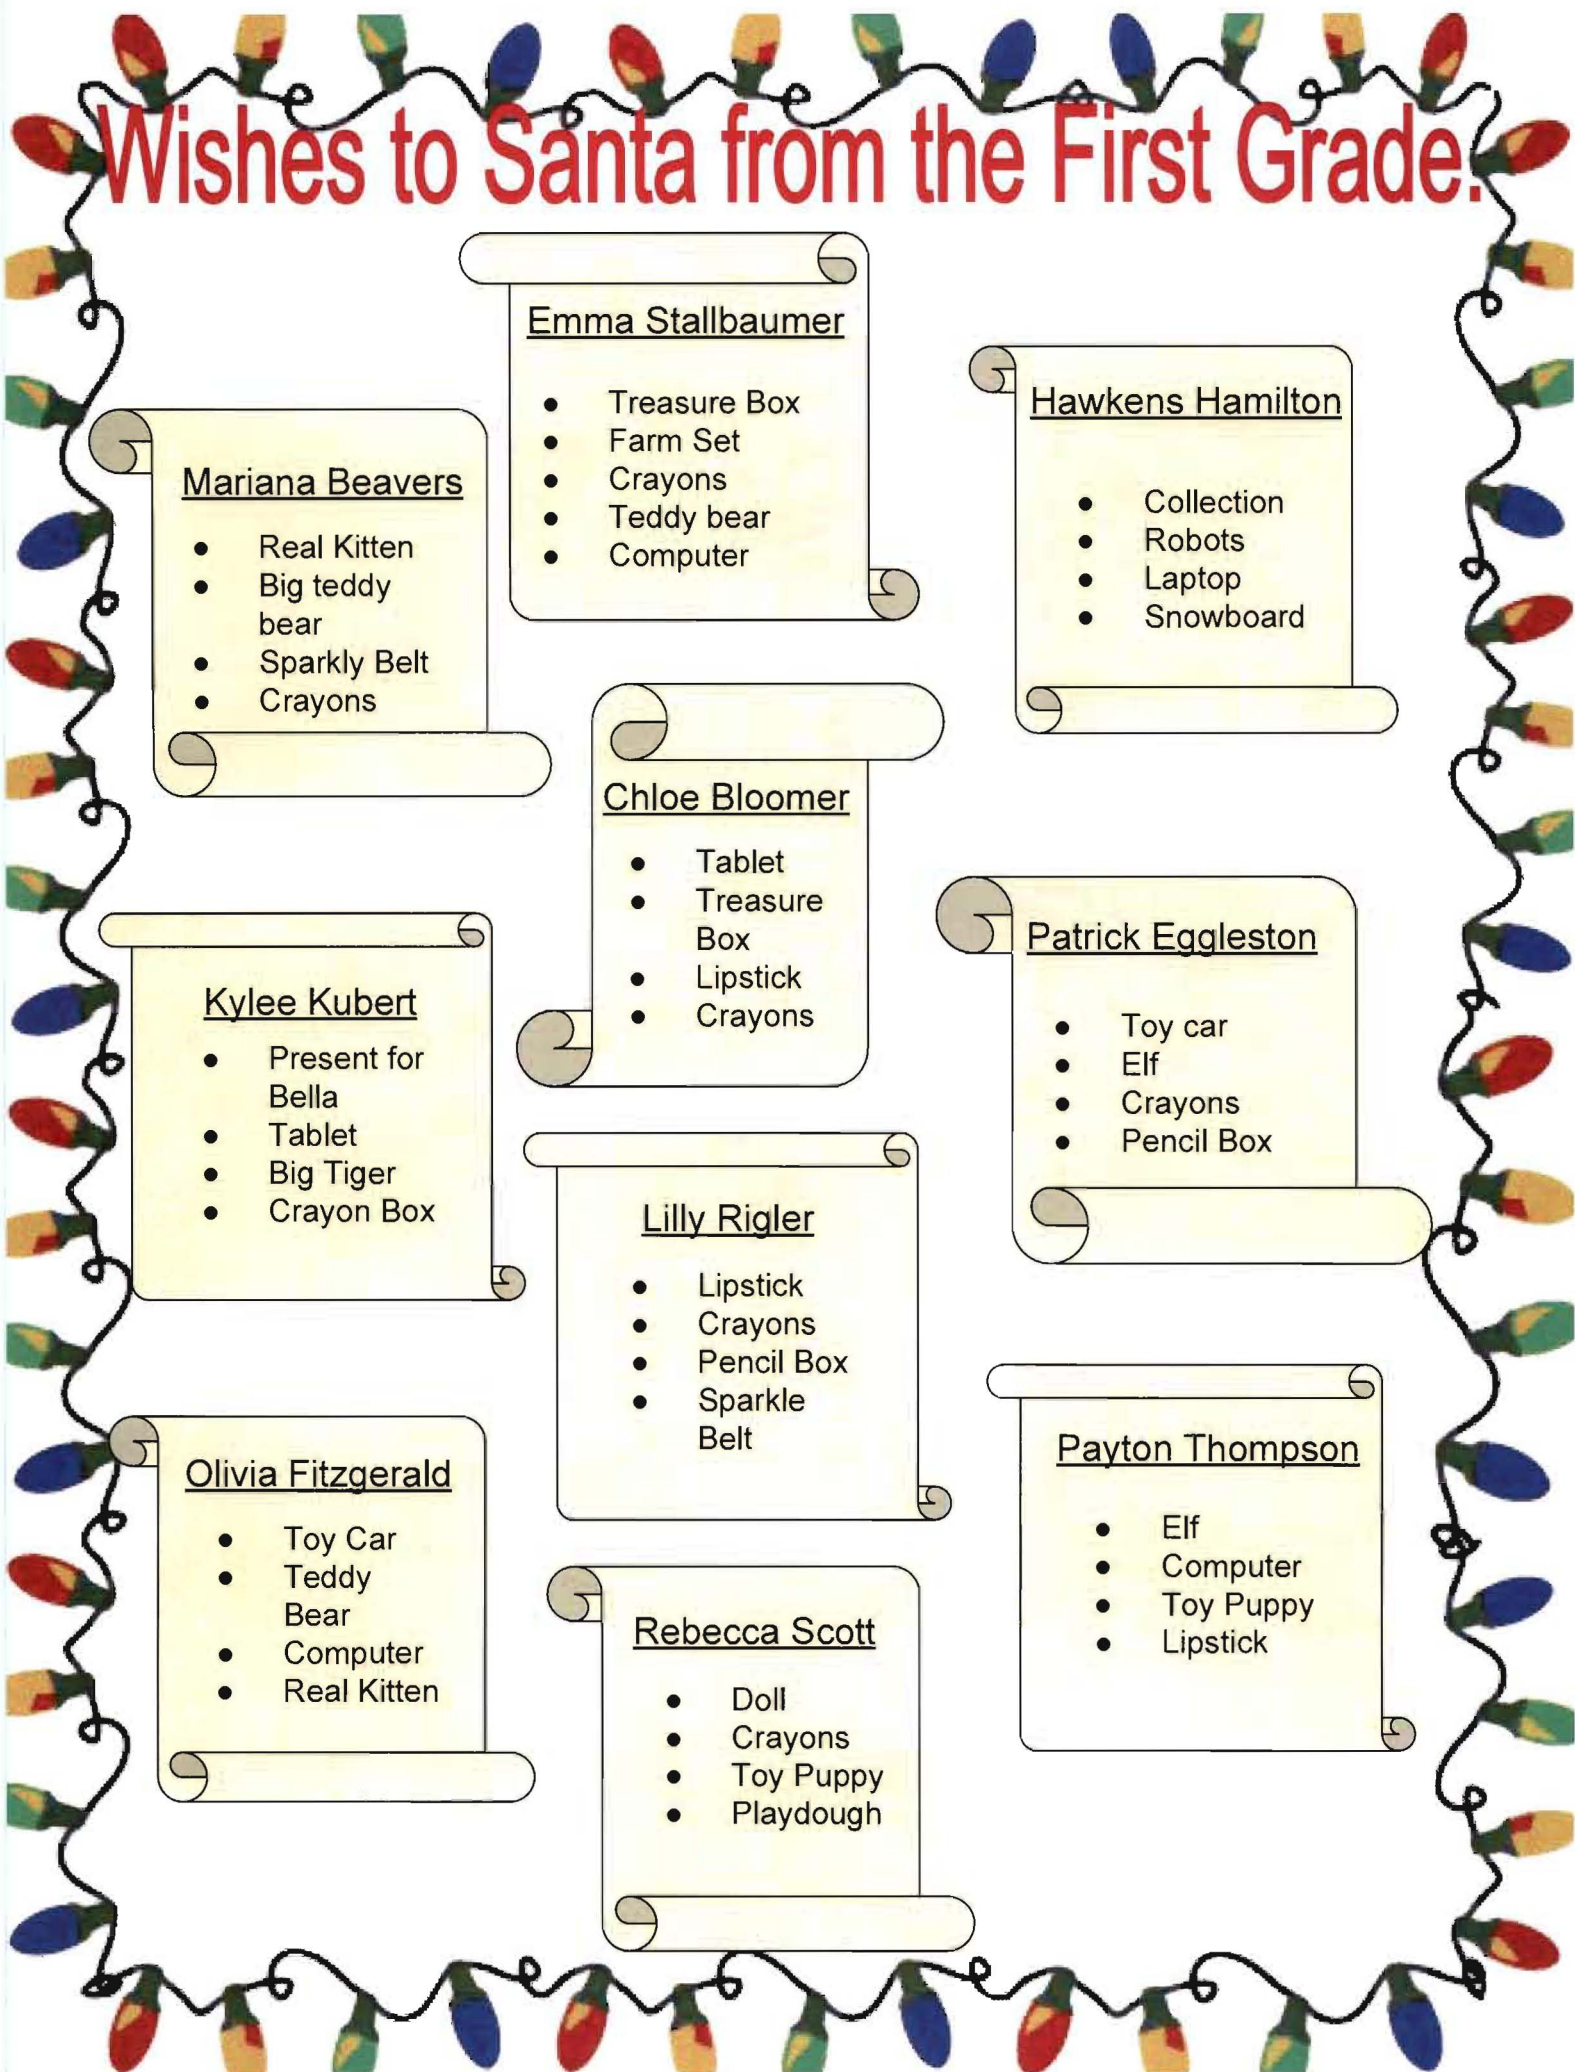 Wishes to Santa from the First Grade.
Emma Stallbaumer
• Treasure Box
• Farm Set
• Crayons
• Teddy bear
• Computer
Hawkens Hamilton
• Collection
• Robots
• Laptop
• Snowboard
Mariana Beavers
• Real Kitten
• Big teddy
bear
• Sparkly Belt
• Crayons
Chloe Bloomer
• Tablet
• Treasure
Box
• Lipstick
• Crayons
Patrick Eggleston
• Toy car
• Elf
• Crayons
• Pencil Box
Kylee Kubert
• Present for
Bella
• Tablet
• Big Tiger
• Crayon Box
Lilly Rigler
• Lipstick
• Crayons
• Pencil Box
• Sparkle
Belt
Payton Thompson
• Elf
• Computer
• Toy Puppy
• Lipstick
Olivia Fitzgerald
• Toy Car
• Teddy
Bear
• Computer
• Real Kitten
Rebecca Scott
• Doll
• Crayons
• Toy Puppy
• Playdough